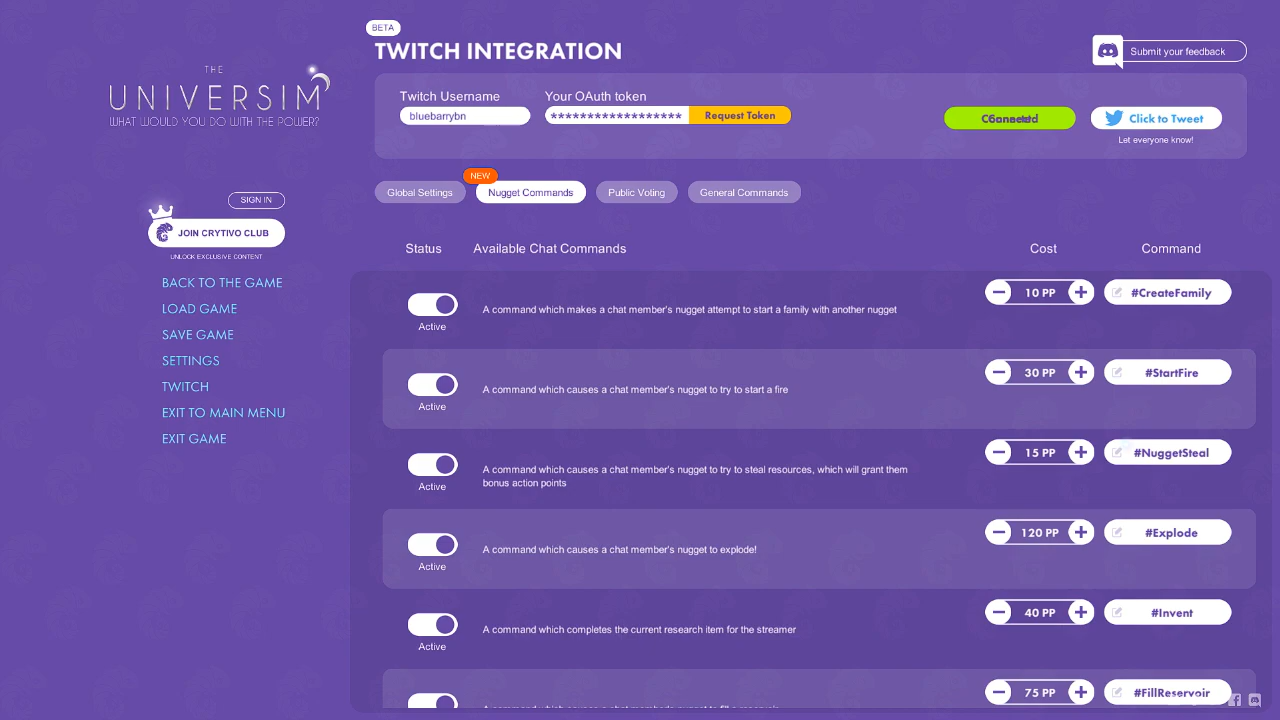 BETA
TWITCH INTEGRATION
Submit your feedback
THE
UNIVERSIM
WHAT WOULD YOU DO WITH THE POWER?
Twitch Username
Your OAuth token
bluebarrybn
******************
Request Token
Click to Tweet
Let everyone know!
NEW
Global Settings
Nugget Commands
Public Voting
General Commands
SIGN IN
JOIN CRYTIVO CLUB
UNLOCK EXCLUSIVE CONTENT
BACK TO THE GAME
LOAD GAME
SAVE GAME
SETTINGS
TWITCH
EXIT TO MAIN MENU
EXIT GAME
Status
Available Chat Commands
Cost
Command
Active
A command which makes a chat member's nugget attempt to start a family with another nugget
10 PP
#CreateFamily
Active
A command which causes a chat member's nugget to try to start a fire
30 PP
#StartFire
Active
A command which causes a chat member's nugget to try to steal resources, which will grant them
bonus action points
15 PP
#NuggetSteal
Active
A command which causes a chat member's nugget to explode!
120 PP
#Explode
Active
A command which completes the current research item for the streamer
40 PP
#Invent
75 PP
#FillReservoir